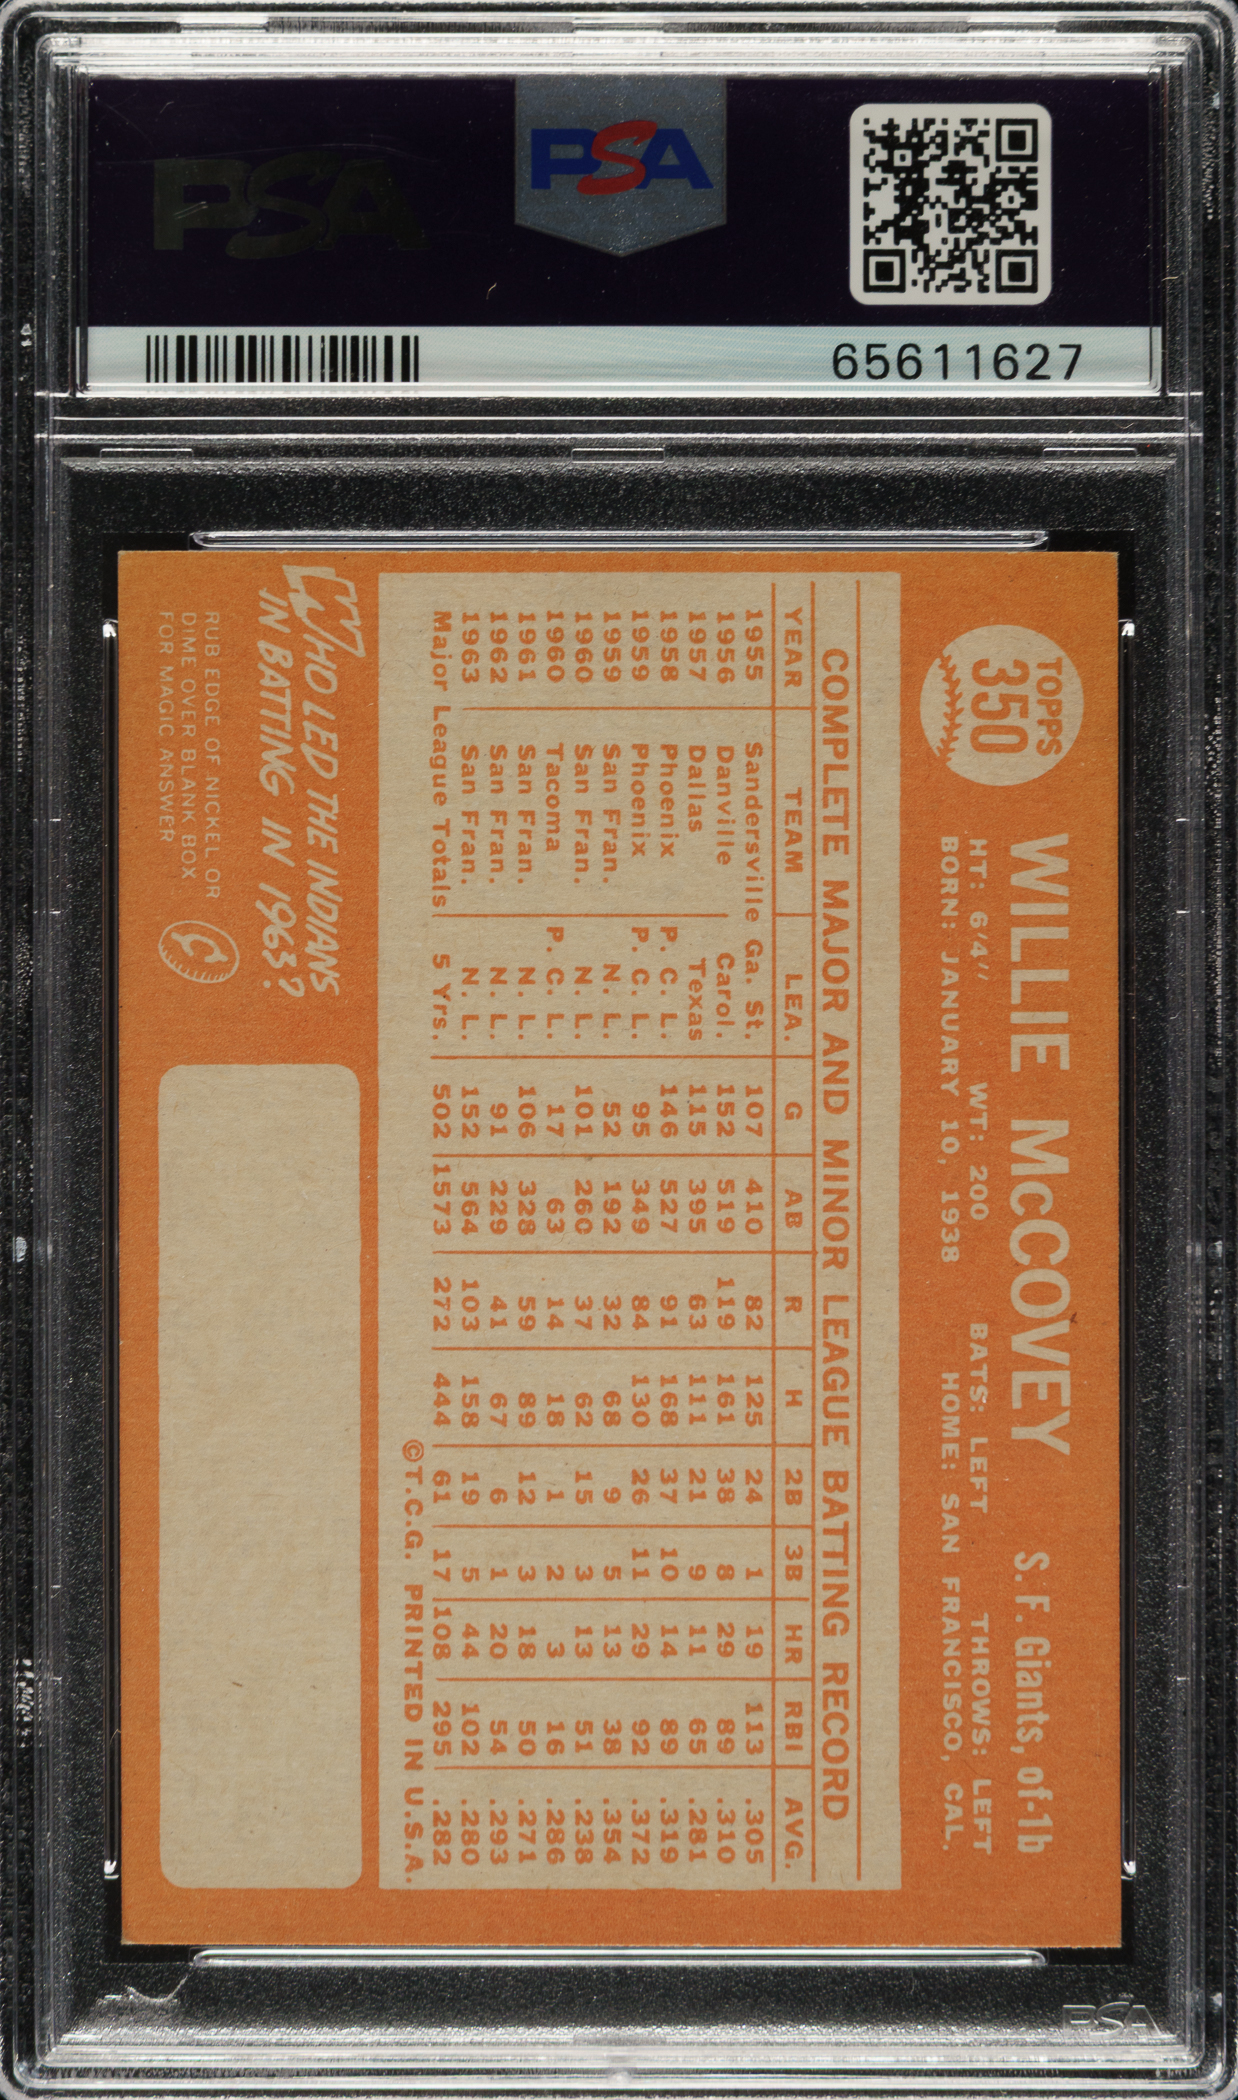 PSA
PSA
65611627
TOPPS
350
WILLIE McCOVEY S. F. Giants, of-1b
HT: 6'4" WT: 200 BATS: LEFT THROWS: LEFT
BORN: JANUARY 10, 1938 HOME: SAN FRANCISCO, CAL.
COMPLETE MAJOR AND MINOR LEAGUE BATTING RECORD
YEAR TEAM LEA. G AB R H 2B 3B HR RBI AVG.
1955 Sandersville Ga. St. 107 410 82 125 24 1 19 113 .305
1956 Danville Carol. 152 519 119 161 38 8 29 89 .310
1957 Dallas Texas 115 395 63 111 21 9 11 65 .281
1958 Phoenix P. C. L. 146 527 91 168 37 10 14 89 .319
1959 Phoenix P. C. L. 95 349 84 130 26 11 29 92 .372
1959 San Fran. N. L. 52 192 32 68 9 5 13 38 .354
1960 San Fran. N. L. 101 260 37 62 15 3 13 51 .238
1960 Tacoma P. C. L. 17 63 14 18 1 2 3 16 .286
1961 San Fran. N. L. 106 328 59 89 12 3 18 50 .271
1962 San Fran. N. L. 91 229 41 67 6 1 20 54 .293
1963 San Fran. N. L. 152 564 103 158 19 5 44 102 .280
Major League Totals 5 Yrs. 502 1573 272 444 61 17 108 295 .282
©T.C.G. PRINTED IN U.S.A.
WHO LED THE INDIANS
IN BATTING IN 1963?
RUB EDGE OF NICKEL OR
DIME OVER BLANK BOX
FOR MAGIC ANSWER
PSA